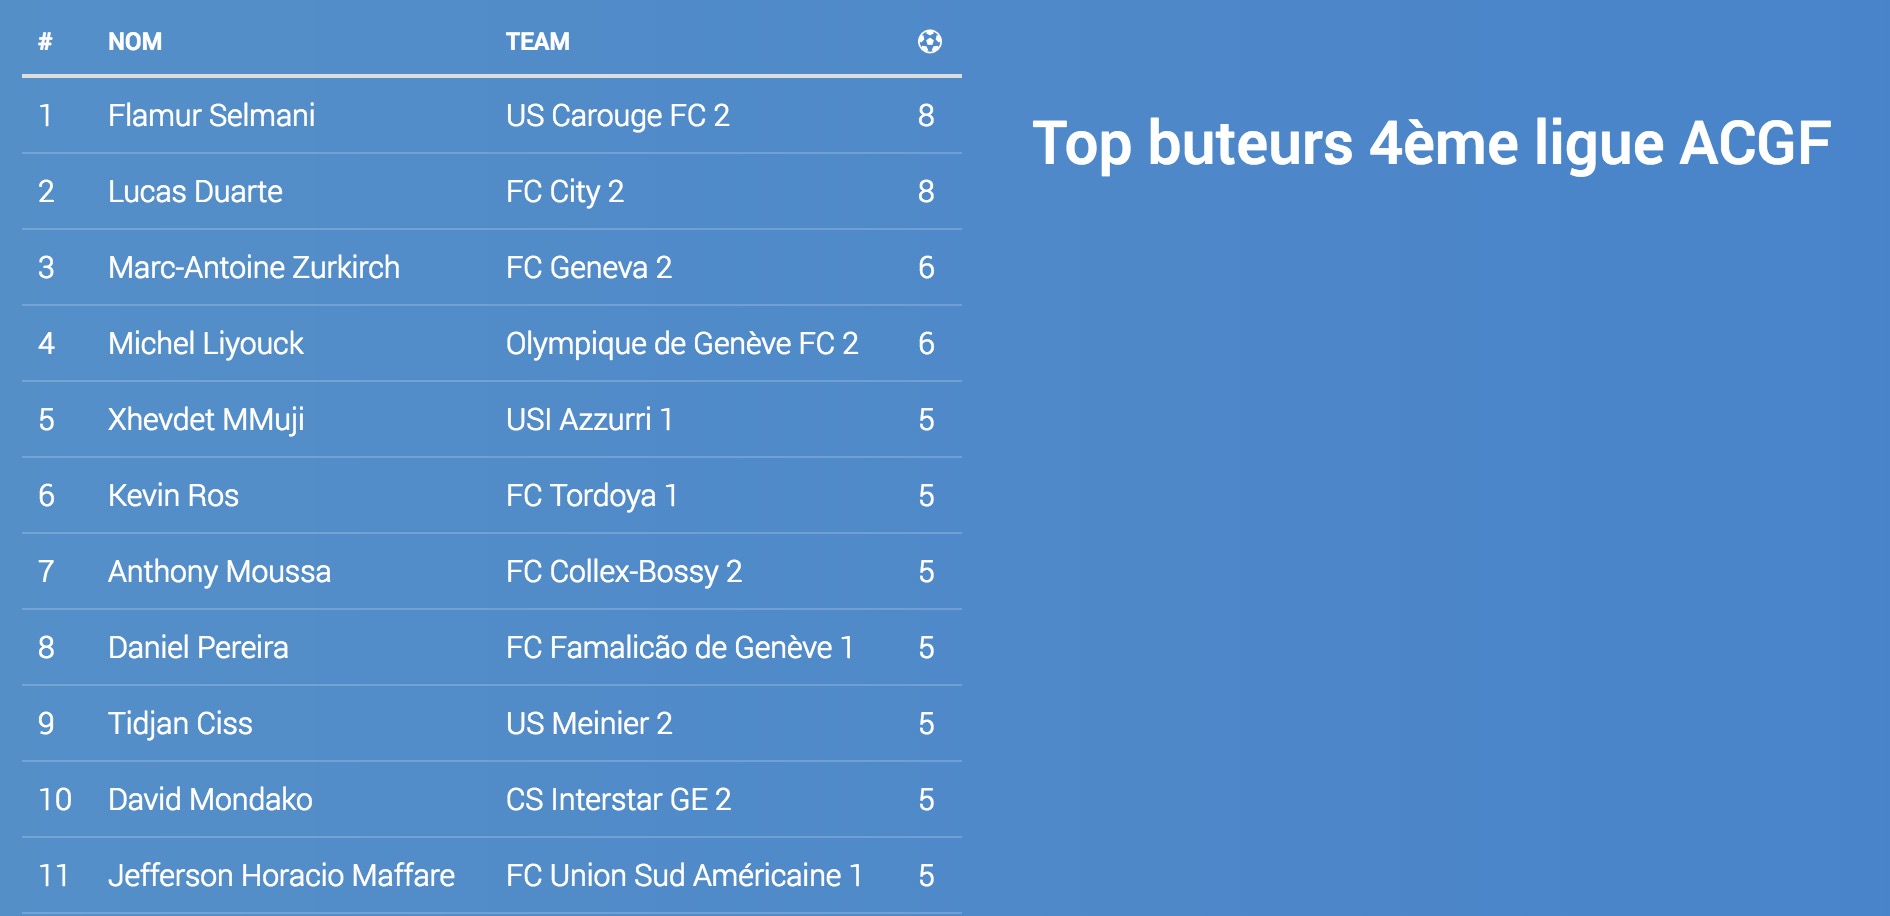 # NOM TEAM
1 Flamur Selmani US Carouge FC 2 8
2 Lucas Duarte FC City 2 8
3 Marc-Antoine Zurkirch FC Geneva 2 6
4 Michel Liyouck Olympique de Genève FC 2 6
5 Xhevdet MMuji USI Azzurri 1 5
6 Kevin Ros FC Tordoya 1 5
7 Anthony Moussa FC Collex-Bossy 2 5
8 Daniel Pereira FC Famalicão de Genève 1 5
9 Tidjan Ciss US Meinier 2 5
10 David Mondako CS Interstar GE 2 5
11 Jefferson Horacio Maffare FC Union Sud Américaine 1 5
Top buteurs 4ème ligue ACGF